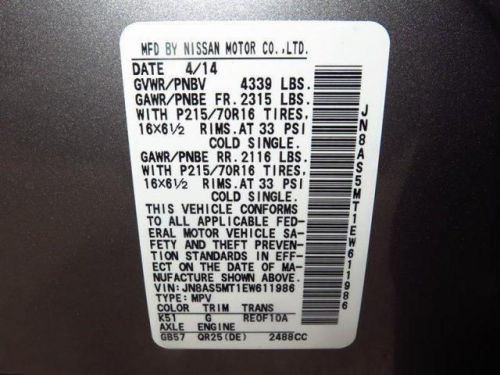 MFD BY NISSAN MOTOR CO.,LTD.
DATE 4/14
GVWR/PNBV 4339 LBS.
GAWR/PNBE FR. 2315 LBS.
WITH P215/70R16 TIRES,
16×6½ RIMS. AT 33 PSI
COLD SINGLE.
GAWR/PNBE RR. 2116 LBS.
WITH P215/70R16 TIRES,
16×6½ RIMS. AT 33 PSI
COLD SINGLE.
THIS VEHICLE CONFORMS
TO ALL APPLICABLE FED-
ERAL MOTOR VEHICLE SA-
FETY AND THEFT PREVEN-
TION STANDARDS IN EFF-
ECT ON THE DATE OF MA-
NUFACTURE SHOWN ABOVE.
VIN: JN8AS5MT1EW611986
TYPE: MPV
COLOR TRIM TRANS
K51 G RE0F10A
AXLE ENGINE
GB57 QR25(DE) 2488CC
JN8AS5MT1EW611986